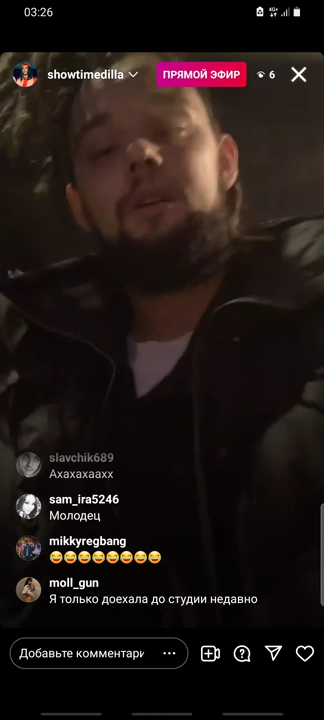 03:26
4G+
showtimedilla
ПРЯМОЙ ЭФИР
6
slavchik689
Ахахахаахх
sam_ira5246
Молодец
mikkyregbang
😂😂😂😂😂😂😂😂
moll_gun
Я только доехала до студии недавно
Добавьте комментари